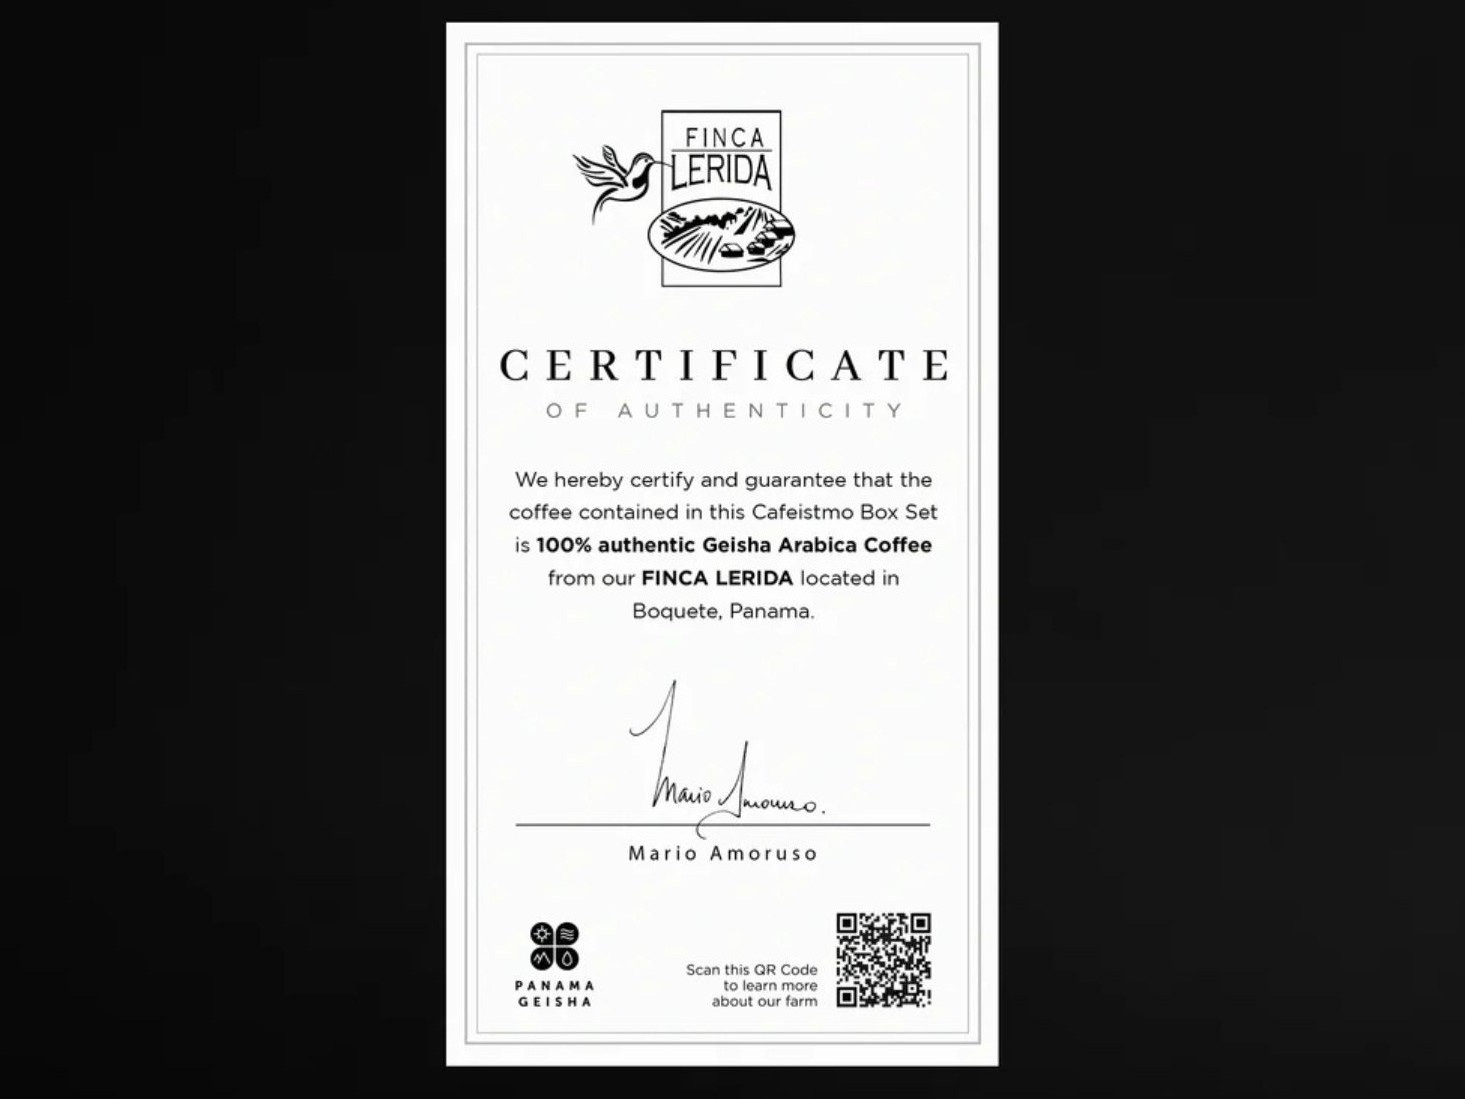 FINCA
LERIDA
CERTIFICATE
OF AUTHENTICITY
We hereby certify and guarantee that the
coffee contained in this Cafeistmo Box Set
is 100% authentic Geisha Arabica Coffee
from our FINCA LERIDA located in
Boquete, Panama.
Mario Amoruso.
Mario Amoruso
PANAMA
GEISHA
Scan this QR Code
to learn more
about our farm